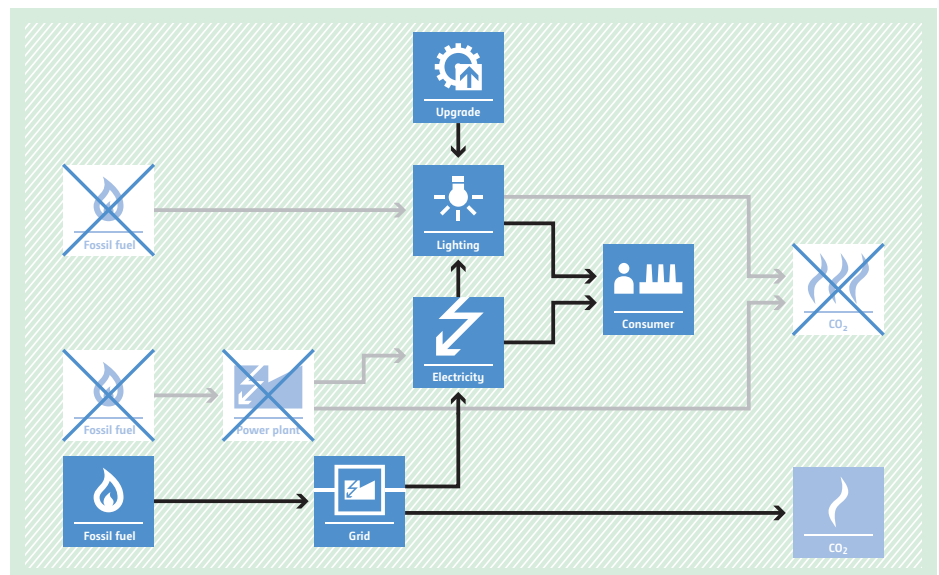 Upgrade
Fossil fuel
Lighting
Consumer
CO₂
Electricity
Fossil fuel
Power plant
Fossil fuel
Grid
CO₂